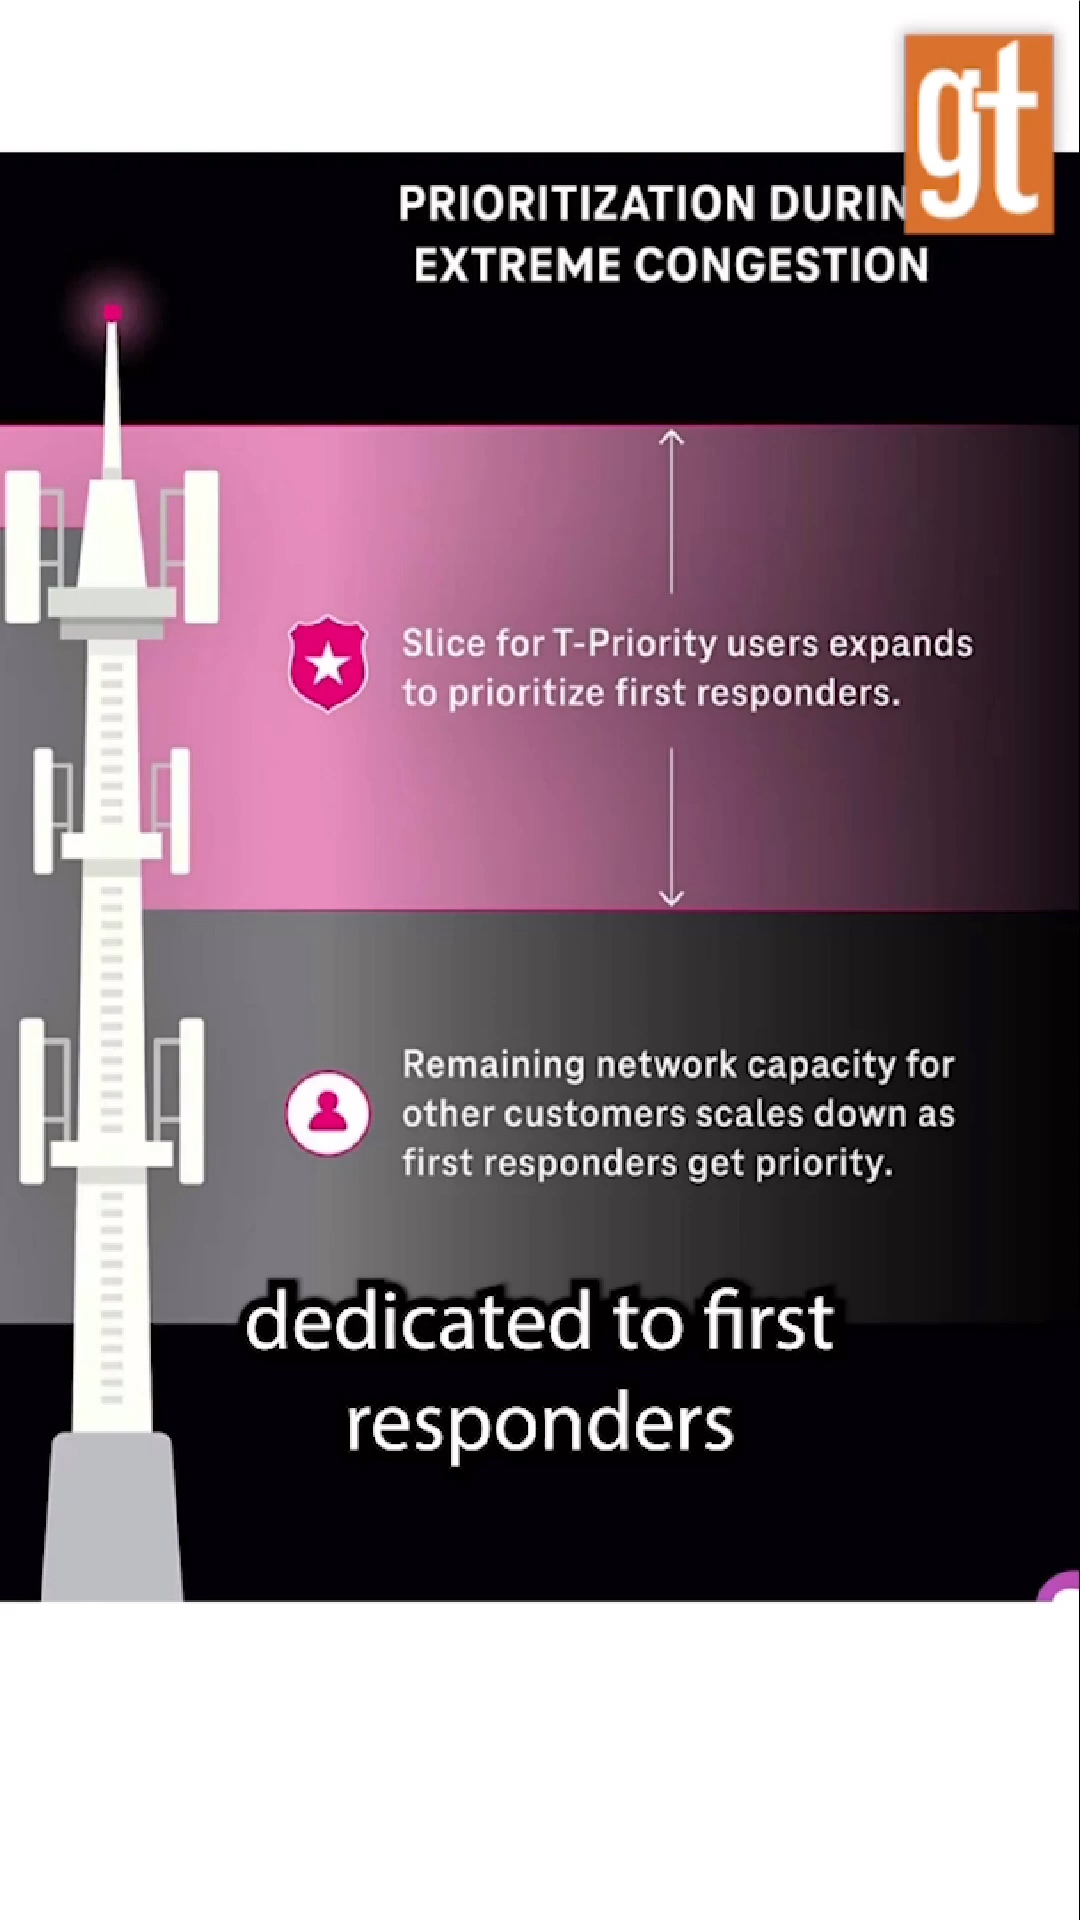 gt
PRIORITIZATION DURIN
EXTREME CONGESTION
Slice for T-Priority users expands
to prioritize first responders.
Remaining network capacity for
other customers scales down as
first responders get priority.
dedicated to first
responders